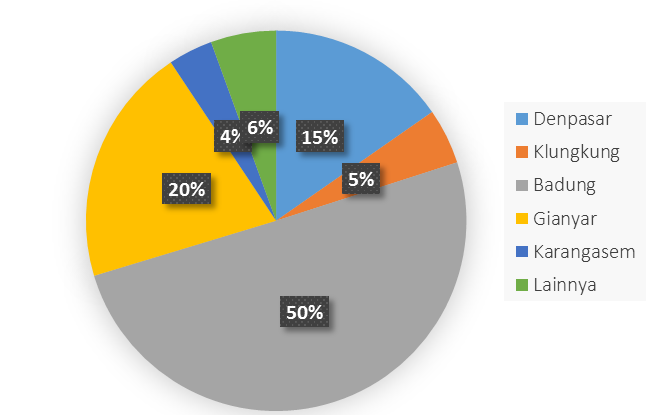 4%
6%
15%
5%
20%
50%
Denpasar
Klungkung
Badung
Gianyar
Karangasem
Lainnya